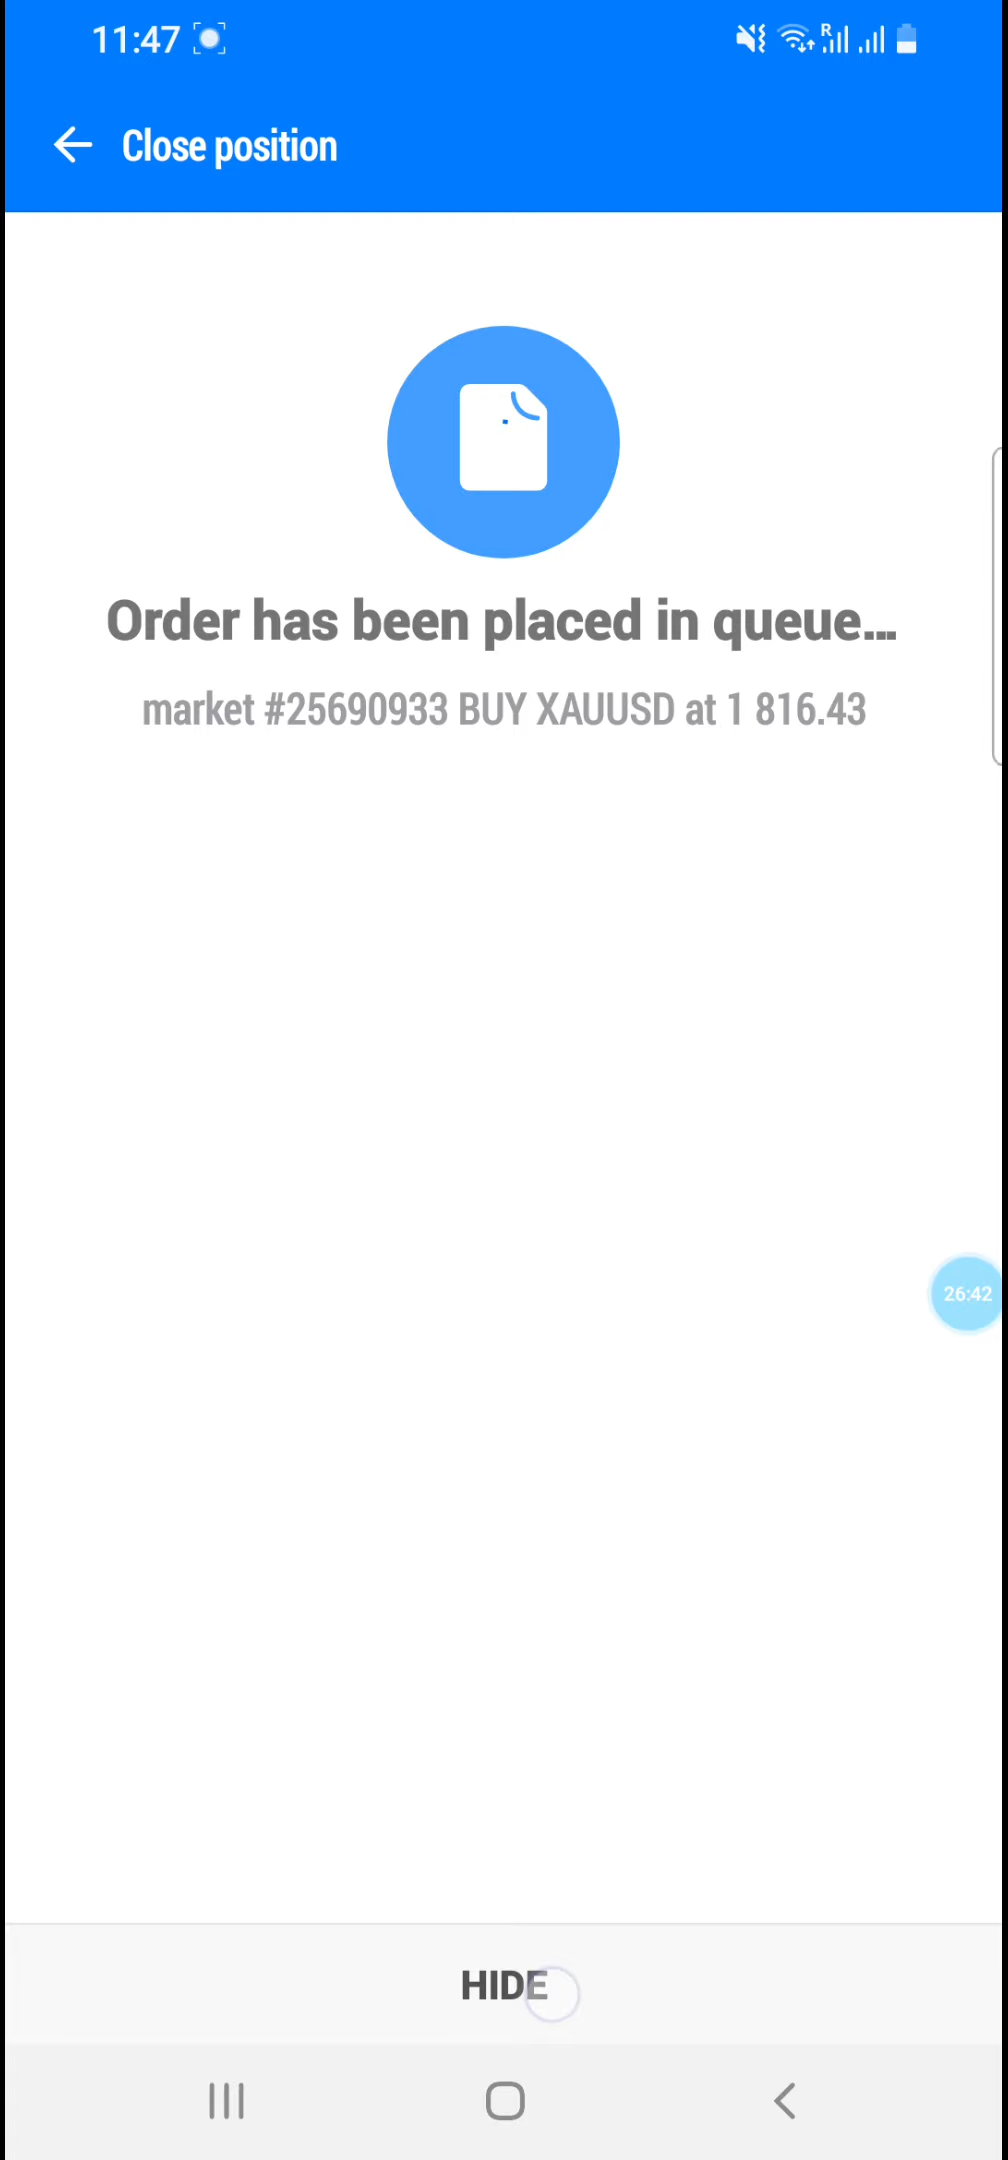 11:47
R
Close position
Order has been placed in queue...
market #25690933 BUY XAUUSD at 1 816.43
26:42
HIDE